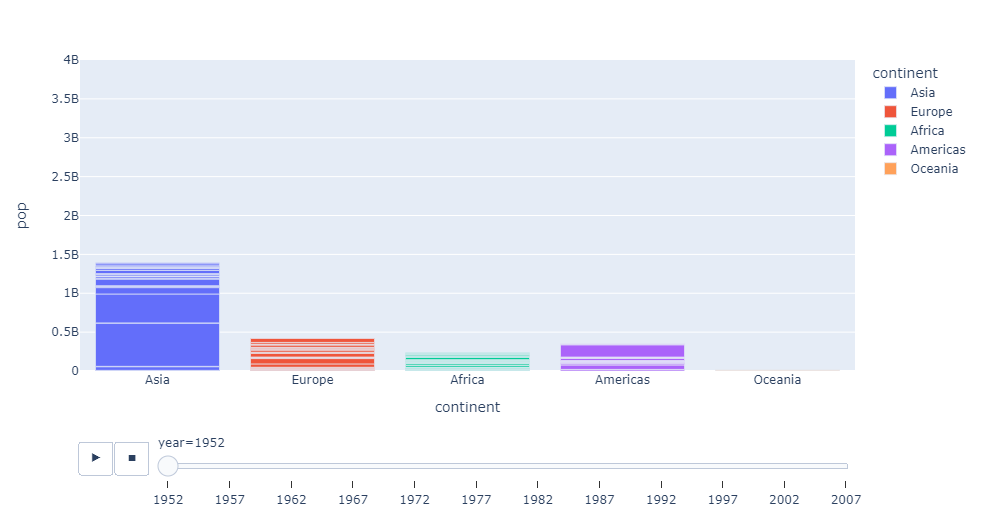 4B
3.5B
3B
2.5B
2B
1.5B
1B
0.5B
0
pop
Asia
Europe
Africa
Americas
Oceania
continent
continent
Asia
Europe
Africa
Americas
Oceania
year=1952
1952
1957
1962
1967
1972
1977
1982
1987
1992
1997
2002
2007